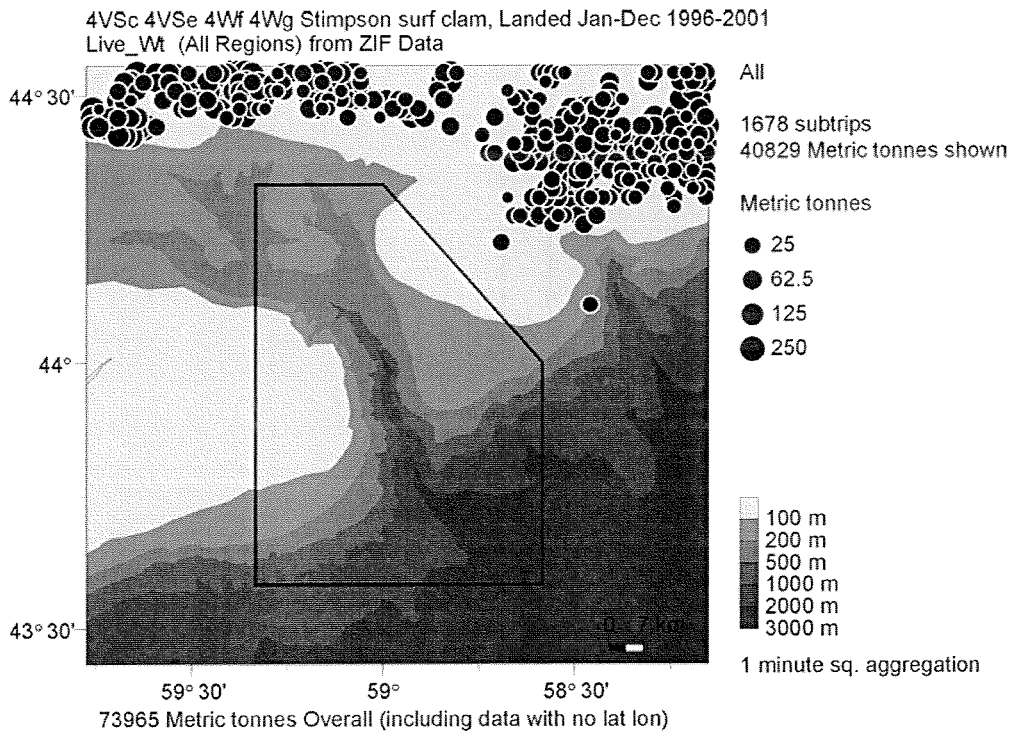 4VSc 4VSe 4Wf 4Wg Stimpson surf clam, Landed Jan-Dec 1996-2001
Live_Wt (All Regions) from ZIF Data
All
1678 subtrips
40829 Metric tonnes shown
Metric tonnes
25
62.5
125
250
44° 30'
44°
43° 30'
100 m
200 m
500 m
1000 m
2000 m
3000 m
0 7 km
1 minute sq. aggregation
59° 30'
59°
58° 30'
73965 Metric tonnes Overall (including data with no lat lon)